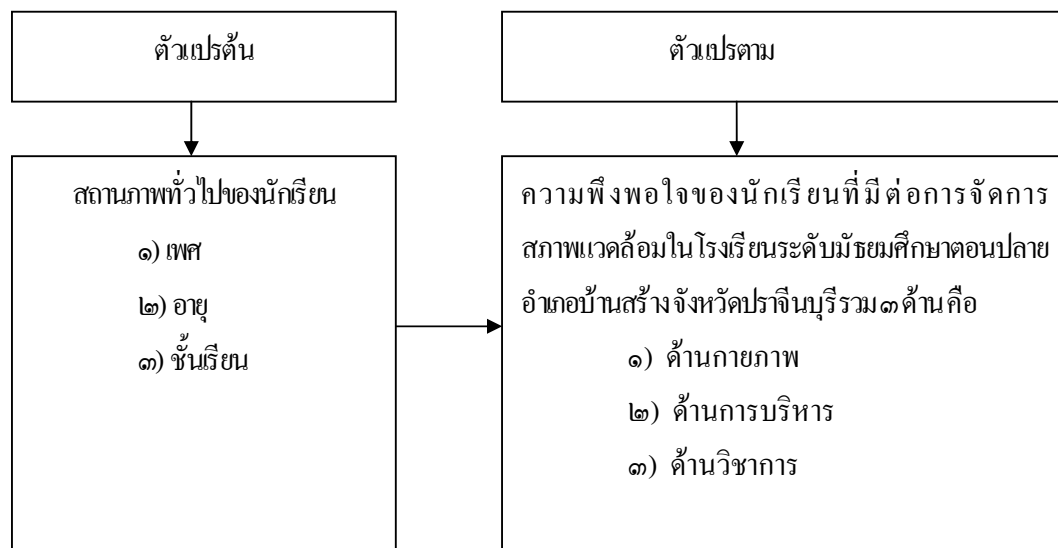 ตัวแปรต้น
ตัวแปรตาม
สถานภาพทั่วไปของนักเรียน
๑) เพศ
๒) อายุ
๓) ชั้นเรียน
ความพึงพอใจของนักเรียนที่มีต่อการจัดการ
สภาพแวดล้อมในโรงเรียนระดับมัธยมศึกษาตอนปลาย
อำเภอบ้านสร้างจังหวัดปราจีนบุรีรวม๓ด้านคือ
๑) ด้านกายภาพ
๒) ด้านการบริหาร
๓) ด้านวิชาการ